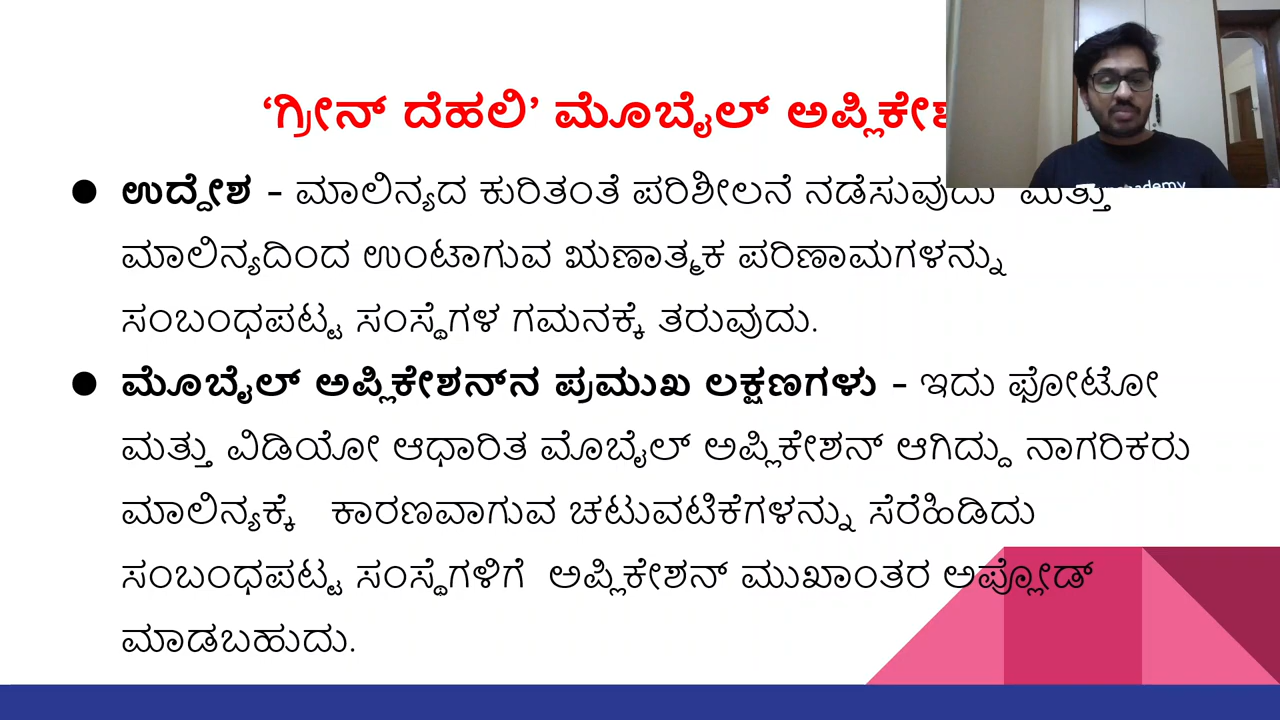 ‘ಗ್ರೀನ್ ದೆಹಲಿ’ ಮೊಬೈಲ್
● ಉದ್ದೇಶ - ಮಾಲಿನ್ಯದ ಕುರಿತಂತೆ ಪರಿಶೀಲನೆ ನಡೆಸುವುದು ಮತ್ತು
ಮಾಲಿನ್ಯದಿಂದ ಉಂಟಾಗುವ ಋಣಾತ್ಮಕ ಪರಿಣಾಮಗಳನ್ನು
ಸಂಬಂಧಪಟ್ಟ ಸಂಸ್ಥೆಗಳ ಗಮನಕ್ಕೆ ತರುವುದು.
● ಮೊಬೈಲ್ ಅಪ್ಲಿಕೇಶನ್‌ನ ಪ್ರಮುಖ ಲಕ್ಷಣಗಳು - ಇದು ಫೋಟೋ
ಮತ್ತು ವಿಡಿಯೋ ಆಧಾರಿತ ಮೊಬೈಲ್ ಅಪ್ಲಿಕೇಶನ್ ಆಗಿದ್ದು ನಾಗರಿಕರು
ಮಾಲಿನ್ಯಕ್ಕೆ ಕಾರಣವಾಗುವ ಚಟುವಟಿಕೆಗಳನ್ನು ಸೆರೆಹಿಡಿದು
ಸಂಬಂಧಪಟ್ಟ ಸಂಸ್ಥೆಗಳಿಗೆ ಅಪ್ಲಿಕೇಶನ್ ಮುಖಾಂತರ ಅಪ್ಲೋಡ್
ಮಾಡಬಹುದು.